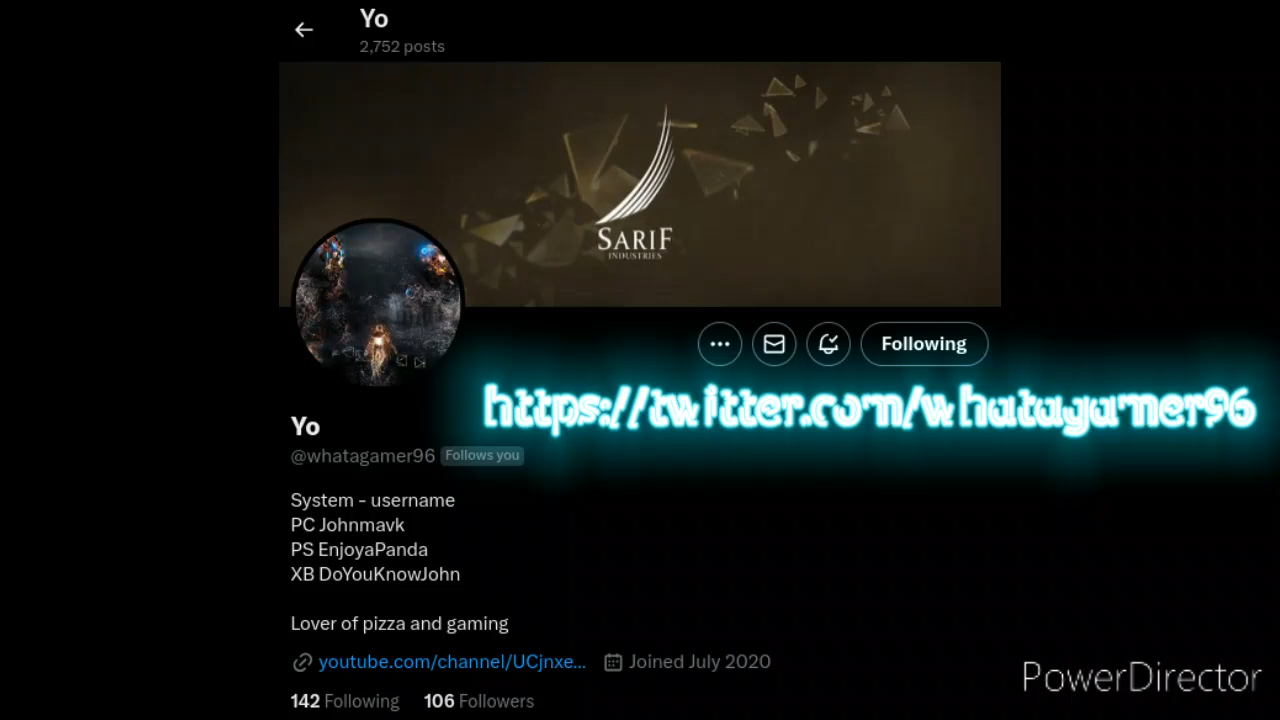 Yo
2,752 posts
SARIF
INDUSTRIES
Following
https://twitter.com/whatagamer96
Yo
@whatagamer96 Follows you
System - username
PC Johnmavk
PS EnjoyaPanda
XB DoYouKnowJohn
Lover of pizza and gaming
youtube.com/channel/UCjnxe... Joined July 2020
142 Following 106 Followers
PowerDirector